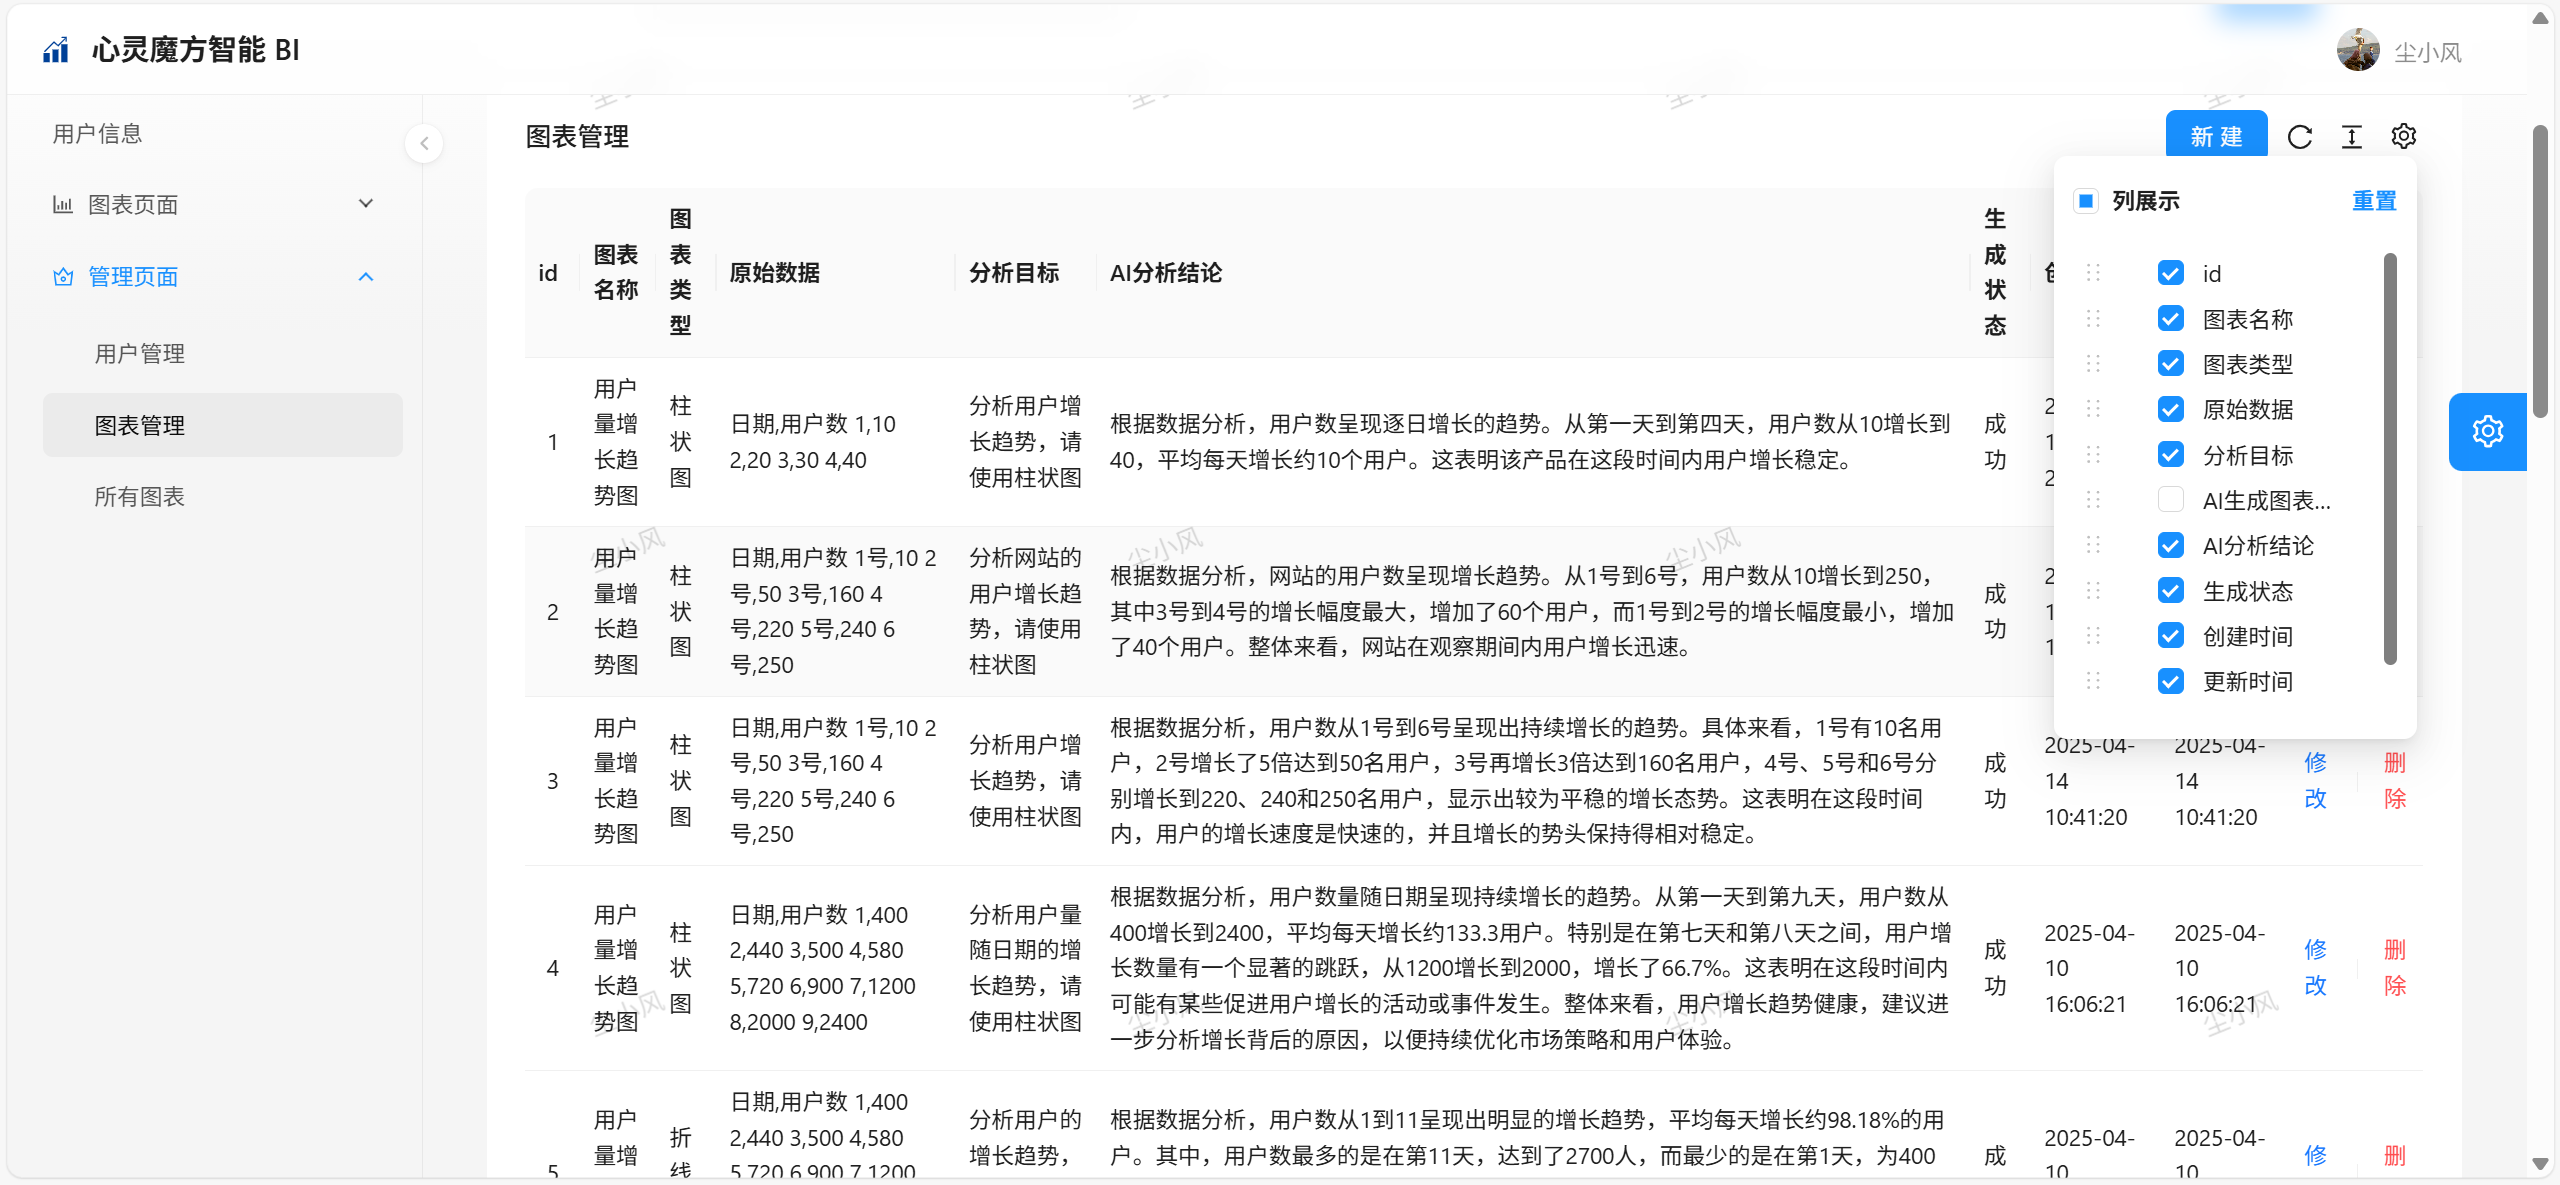 心灵魔方智能 BI
尘小风
用户信息
图表页面
管理页面
用户管理
图表管理
所有图表
图表管理
新 建
id
图表
名称
图
表
类
型
原始数据
分析目标
AI分析结论
生
成
状
态
1
用户
量增
长趋
势图
柱
状
图
日期,用户数 1,10
2,20 3,30 4,40
分析用户增
长趋势，请
使用柱状图
根据数据分析，用户数呈现逐日增长的趋势。从第一天到第四天，用户数从10增长到
40，平均每天增长约10个用户。这表明该产品在这段时间内用户增长稳定。
成
功
2
用户
量增
长趋
势图
柱
状
图
日期,用户数 1号,10 2
号,50 3号,160 4
号,220 5号,240 6
号,250
分析网站的
用户增长趋
势，请使用
柱状图
根据数据分析，网站的用户数呈现增长趋势。从1号到6号，用户数从10增长到250，
其中3号到4号的增长幅度最大，增加了60个用户，而1号到2号的增长幅度最小，增加
了40个用户。整体来看，网站在观察期间内用户增长迅速。
成
功
3
用户
量增
长趋
势图
柱
状
图
日期,用户数 1号,10 2
号,50 3号,160 4
号,220 5号,240 6
号,250
分析用户增
长趋势，请
使用柱状图
根据数据分析，用户数从1号到6号呈现出持续增长的趋势。具体来看，1号有10名用
户，2号增长了5倍达到50名用户，3号再增长3倍达到160名用户，4号、5号和6号分
别增长到220、240和250名用户，显示出较为平稳的增长态势。这表明在这段时间
内，用户的增长速度是快速的，并且增长的势头保持得相对稳定。
成
功
2025-04-
14
10:41:20
2025-04-
14
10:41:20
修
改
删
除
4
用户
量增
长趋
势图
柱
状
图
日期,用户数 1,400
2,440 3,500 4,580
5,720 6,900 7,1200
8,2000 9,2400
分析用户量
随日期的增
长趋势，请
使用柱状图
根据数据分析，用户数量随日期呈现持续增长的趋势。从第一天到第九天，用户数从
400增长到2400，平均每天增长约133.3用户。特别是在第七天和第八天之间，用户增
长数量有一个显著的跳跃，从1200增长到2000，增长了66.7%。这表明在这段时间内
可能有某些促进用户增长的活动或事件发生。整体来看，用户增长趋势健康，建议进
一步分析增长背后的原因，以便持续优化市场策略和用户体验。
成
功
2025-04-
10
16:06:21
2025-04-
10
16:06:21
修
改
删
除
5
用户
量增
折
线
日期,用户数 1,400
2,440 3,500 4,580
5,720 6,900 7,1200
分析用户的
增长趋势，
根据数据分析，用户数从1到11呈现出明显的增长趋势，平均每天增长约98.18%的用
户。其中，用户数最多的是在第11天，达到了2700人，而最少的是在第1天，为400
成
2025-04-
10
2025-04-
10
修
删
列展示
重置
id
图表名称
图表类型
原始数据
分析目标
AI生成图表...
AI分析结论
生成状态
创建时间
更新时间
尘小风
尘小风
尘小风
尘小风
尘小风
尘小风
尘小风